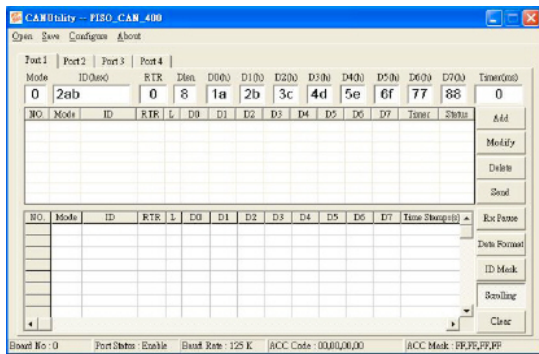 CANUtility -- PISO_CAN_400
Open Save Configure About
Port 1 Port 2 Port 3 Port 4
Mode ID(hex) RTR Dlen D0(h) D1(h) D2(h) D3(h) D4(h) D5(h) D6(h) D7(h) Timer(ms)
0 2ab 0 8 1a 2b 3c 4d 5e 6f 77 88 0
NO. Mode ID RTR L D0 D1 D2 D3 D4 D5 D6 D7 Timer Status
Add
Modify
Delete
Send
NO. Mode ID RTR L D0 D1 D2 D3 D4 D5 D6 D7 Time Stamps(s)
Rx Pause
Data Format
ID Mask
Scrolling
Clear
Board No : 0 Port Status : Enable Baud Rate : 125 K ACC Code : 00,00,00,00 ACC Mask : FF,FF,FF,FF